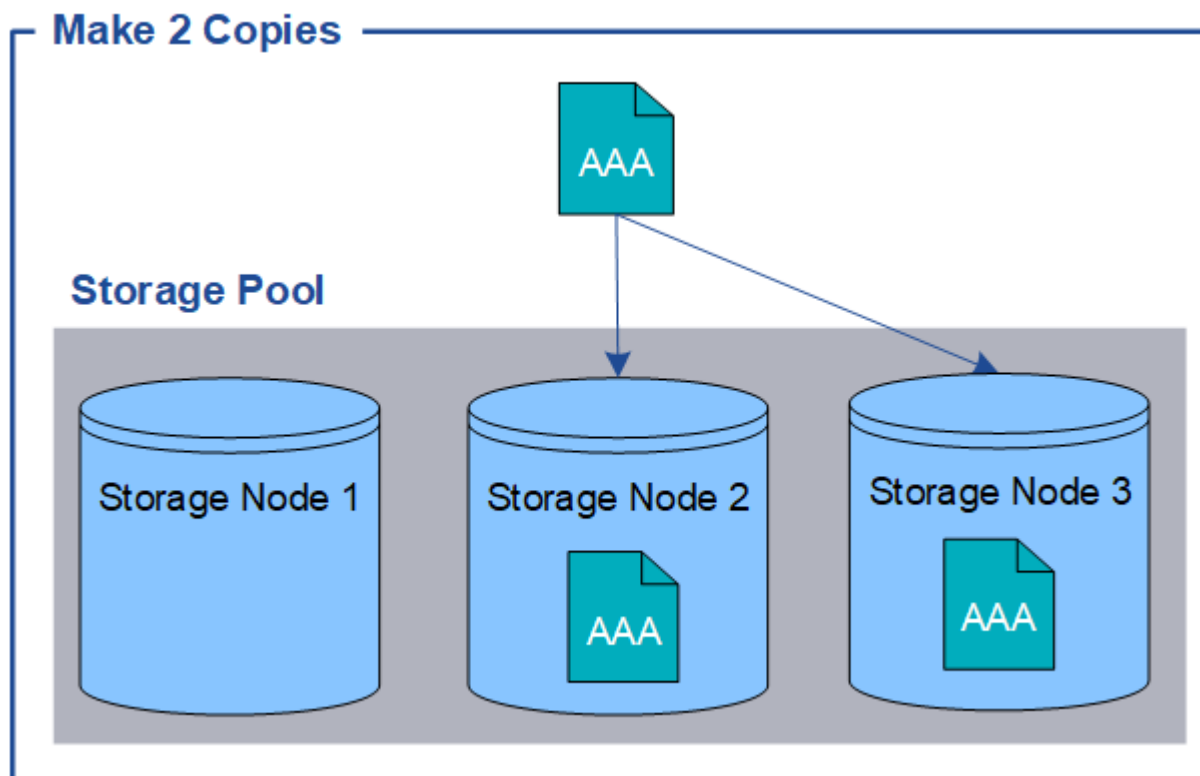 Make 2 Copies
AAA
Storage Pool
Storage Node 1
Storage Node 2
Storage Node 3
AAA
AAA